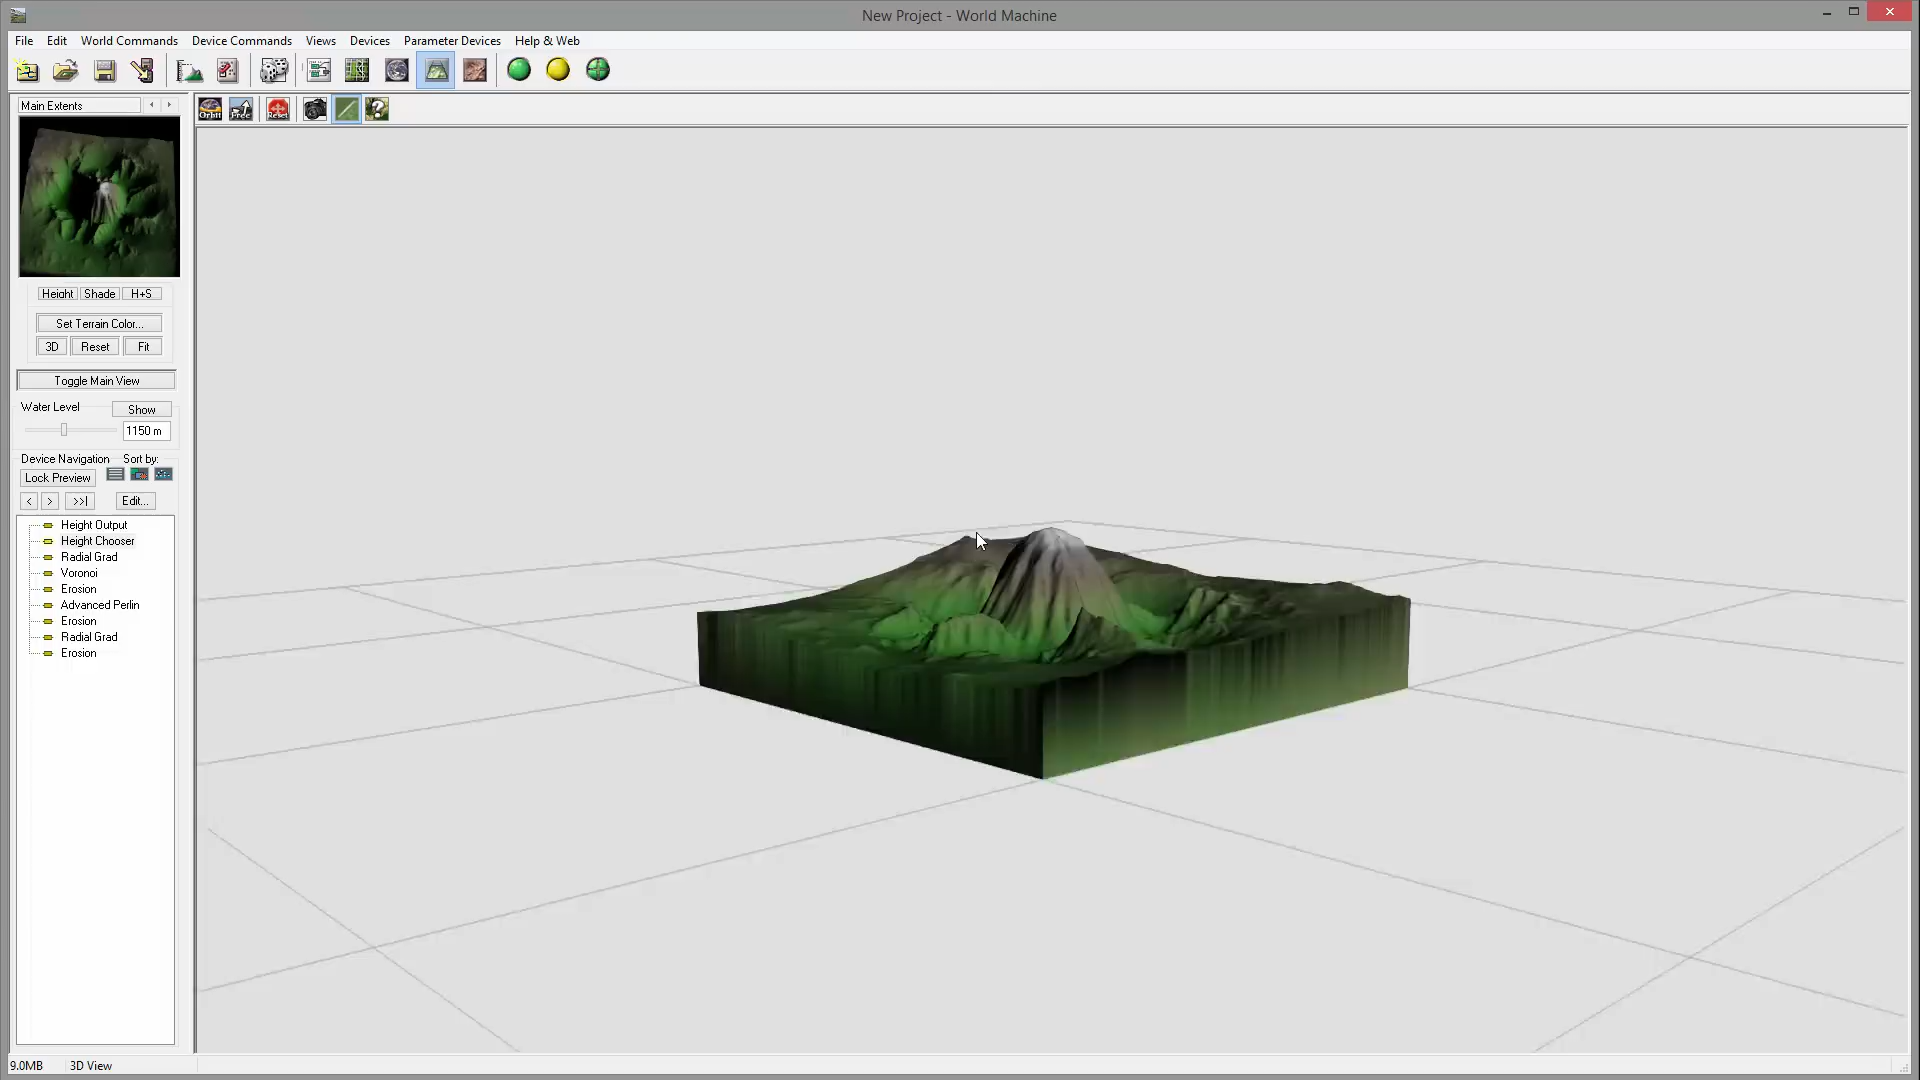 New Project - World Machine
File Edit World Commands Device Commands Views Devices Parameter Devices Help & Web
Main Extents
Orbit Free Reset
Height Shade H+S
Set Terrain Color...
3D Reset Fit
Toggle Main View
Water Level Show
1150 m
Device Navigation Sort by:
Lock Preview
< > >>| Edit...
Height Output
Height Chooser
Radial Grad
Voronoi
Erosion
Advanced Perlin
Erosion
Radial Grad
Erosion
9.0MB 3D View